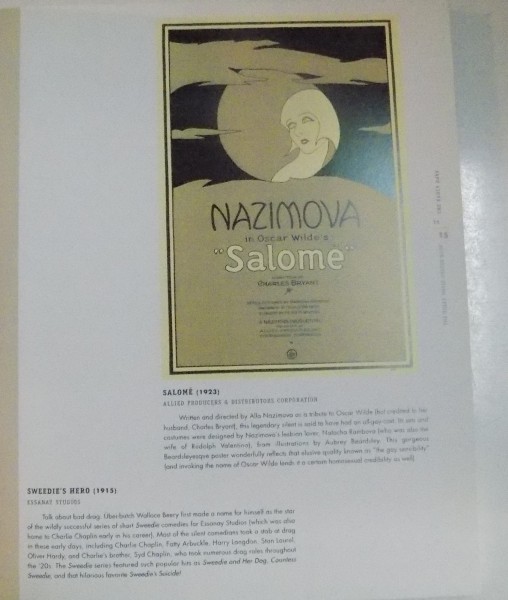 NAZIMOVA
in Oscar Wilde's
"Salomé"
CHARLES BRYANT
SALOMÉ (1923)
ALLIED PRODUCERS & DISTRIBUTORS CORPORATION
Written and directed by Alla Nazimova as a tribute to Oscar Wilde (but credited to her
husband, Charles Bryant), this legendary silent is said to have had an all-gay cast. Its sets and
costumes were designed by Nazimova's lesbian lover, Natacha Rambova (who was also the
wife of Rudolph Valentino), from illustrations by Aubrey Beardsley. This gorgeous
Beardsleyesque poster wonderfully reflects that elusive quality known as "the gay sensibility"
(and invoking the name of Oscar Wilde lends it a certain homosexual credibility as well).
SWEEDIE'S HERO (1915)
ESSANAY STUDIOS
Talk about hard drag. Über-butch Wallace Beery first made a name for himself as the star
of the wildly successful series of short Sweedie comedies for Essanay Studios (which was also
home to Charlie Chaplin early in his career). Most of the silent comedians took a stab at drag
in these early days, including Charlie Chaplin, Fatty Arbuckle, Harry Langdon, Stan Laurel,
Oliver Hardy, and Charlie's brother, Syd Chaplin, who took numerous drag roles throughout
the '20s. The Sweedie series featured such popular hits as Sweedie and Her Dog, Countess
Sweedie, and that hilarious favorite Sweedie's Suicide!